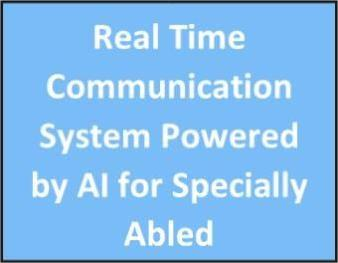 Real Time
Communication
System Powered
by AI for Specially
Abled